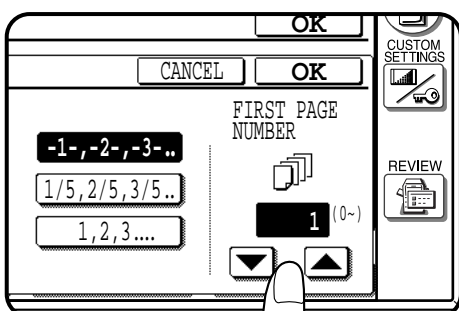 OK
CUSTOM
SETTINGS
CANCEL
OK
FIRST PAGE
NUMBER
-1-,-2-,-3-..
1/5,2/5,3/5..
1,2,3....
1
(0~)
REVIEW